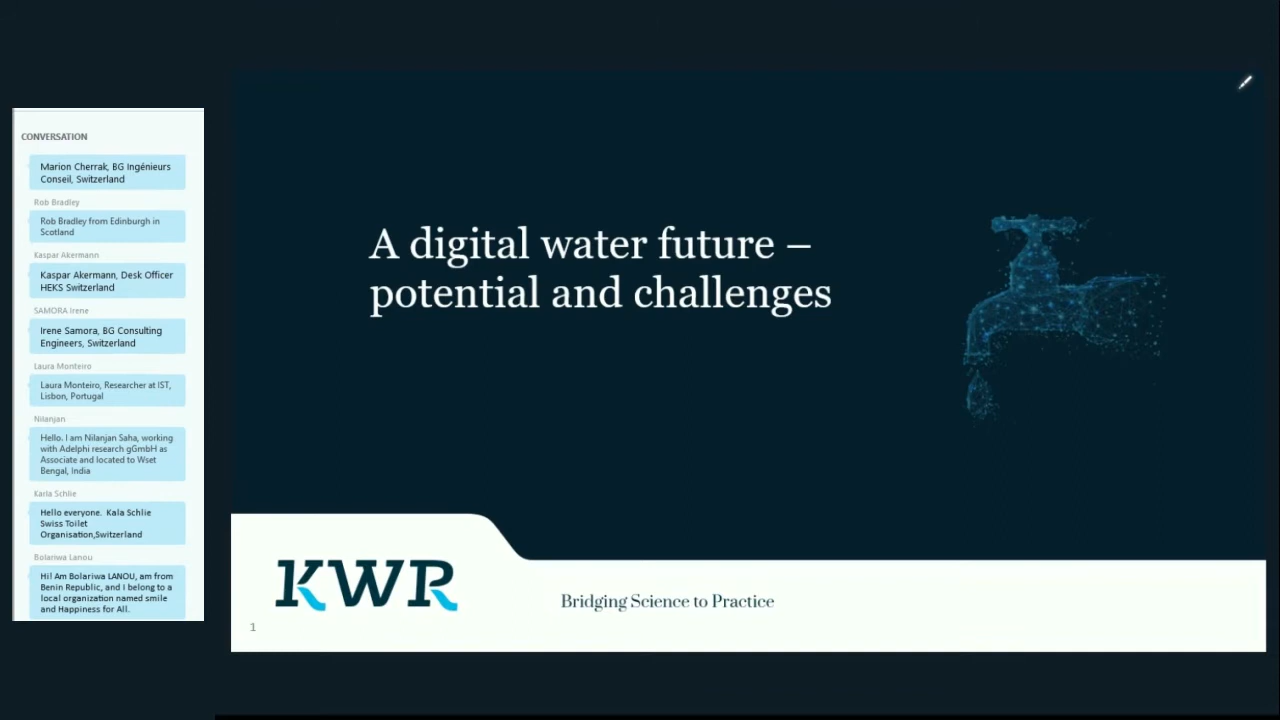 CONVERSATION
Marion Cherrak, BG Ingénieurs
Conseil, Switzerland
Rob Bradley
Rob Bradley from Edinburgh in
Scotland
Kaspar Akermann
Kaspar Akermann, Desk Officer
HEKS Switzerland
SAMORA Irene
Irene Samora, BG Consulting
Engineers, Switzerland
Laura Monteiro
Laura Monteiro, Researcher at IST,
Lisbon, Portugal
Nilanjan
Hello. I am Nilanjan Saha, working
with Adelphi research gGmbH as
Associate and located to Wset
Bengal, India
Karla Schlie
Hello everyone. Kala Schlie
Swiss Toilet
Organisation,Switzerland
Bolariwa Lanou
Hi! Am Bolariwa LANOU, am from
Benin Republic, and I belong to a
local organization named smile
and Happiness for All.
A digital water future –
potential and challenges
KWR
Bridging Science to Practice
1